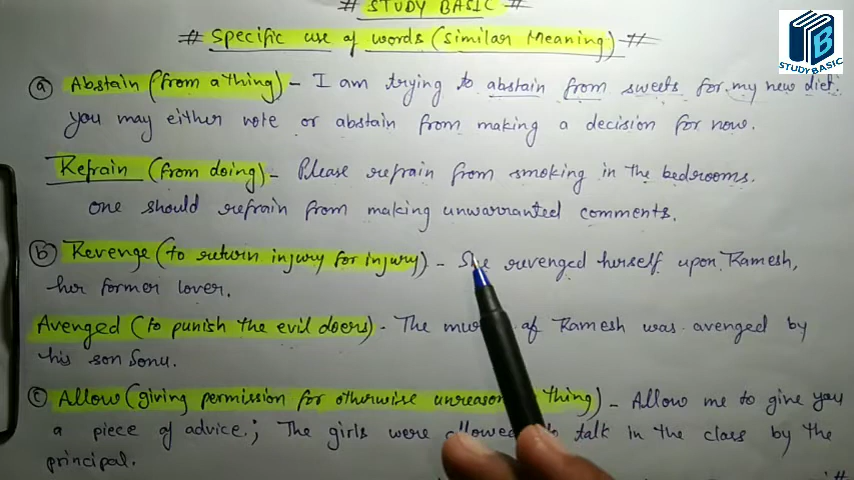 # STUDY BASIC #
# Specific use of words (Similar Meaning) #
STUDY BASIC
(a) Abstain (from a thing) - I am trying to abstain from sweets for my new diet.
You may either vote or abstain from making a decision for now.
Refrain (from doing) - Please refrain from smoking in the bedrooms.
One should refrain from making unwarranted comments.
(b) Revenge (to return injury for injury) - She revenged herself upon Ramesh,
her former lover.
Avenged (to punish the evil doers) - The of Ramesh was avenged by
his son Sonu.
(c) Allow (giving permission for otherwise thing) - Allow me to give you
a piece of advice.; The girls were allowed to talk in the class by the
principal.